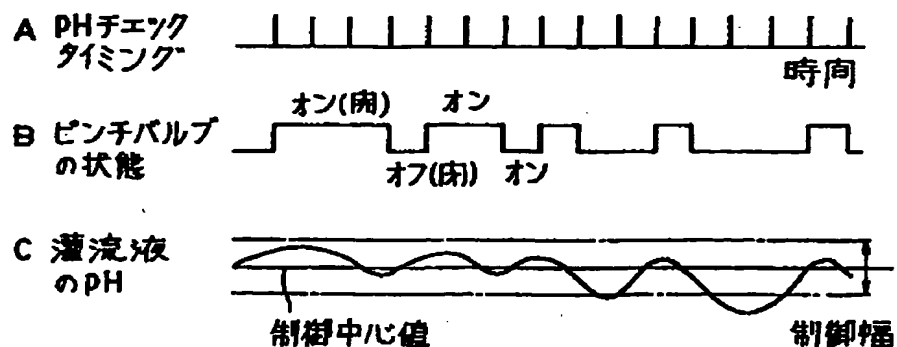 A PHチェック
タイミング
時間
オン(開) オン
B ピンチバルブ
の状態
オフ(閉) オン
C 灌流液
のPH
制御中心値 制御幅